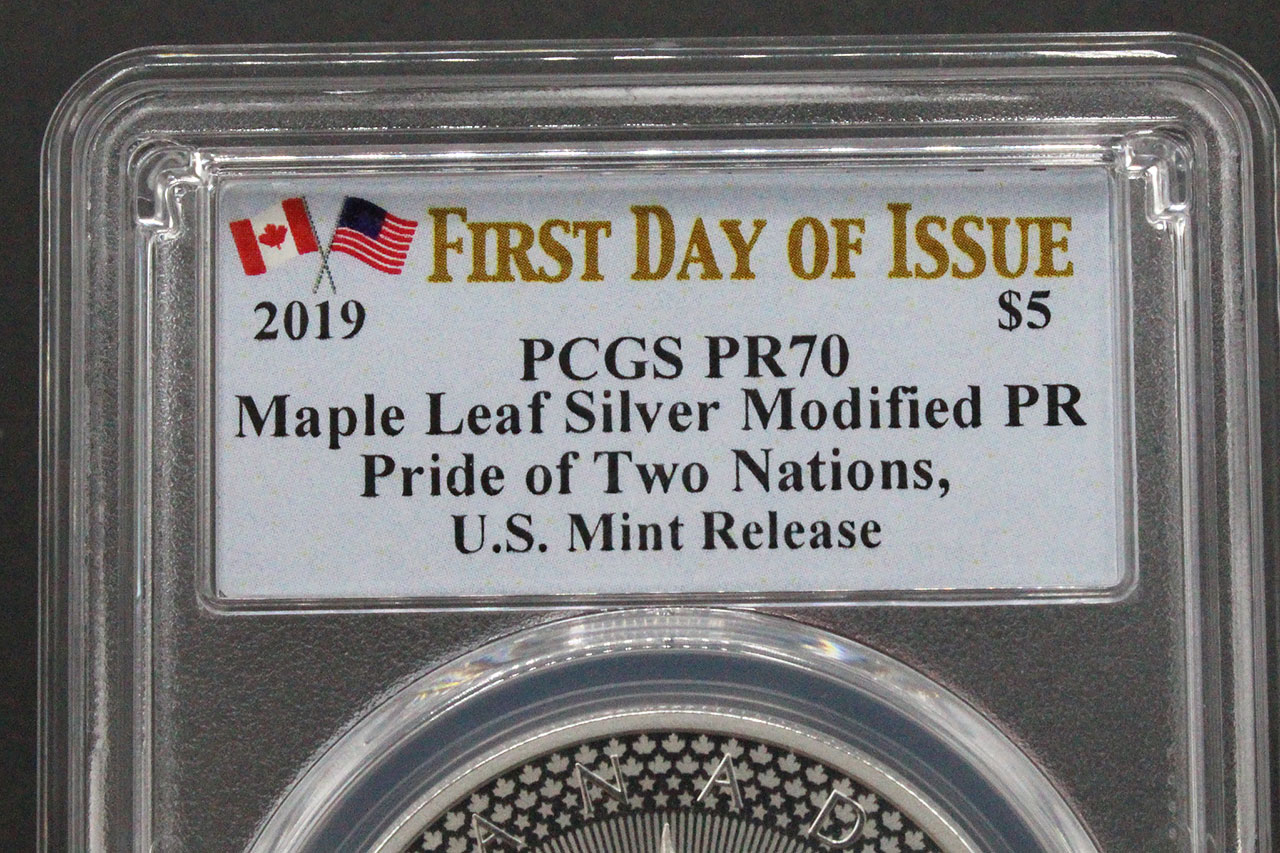 FIRST DAY OF ISSUE
2019 $5
PCGS PR70
Maple Leaf Silver Modified PR
Pride of Two Nations,
U.S. Mint Release
ANAD